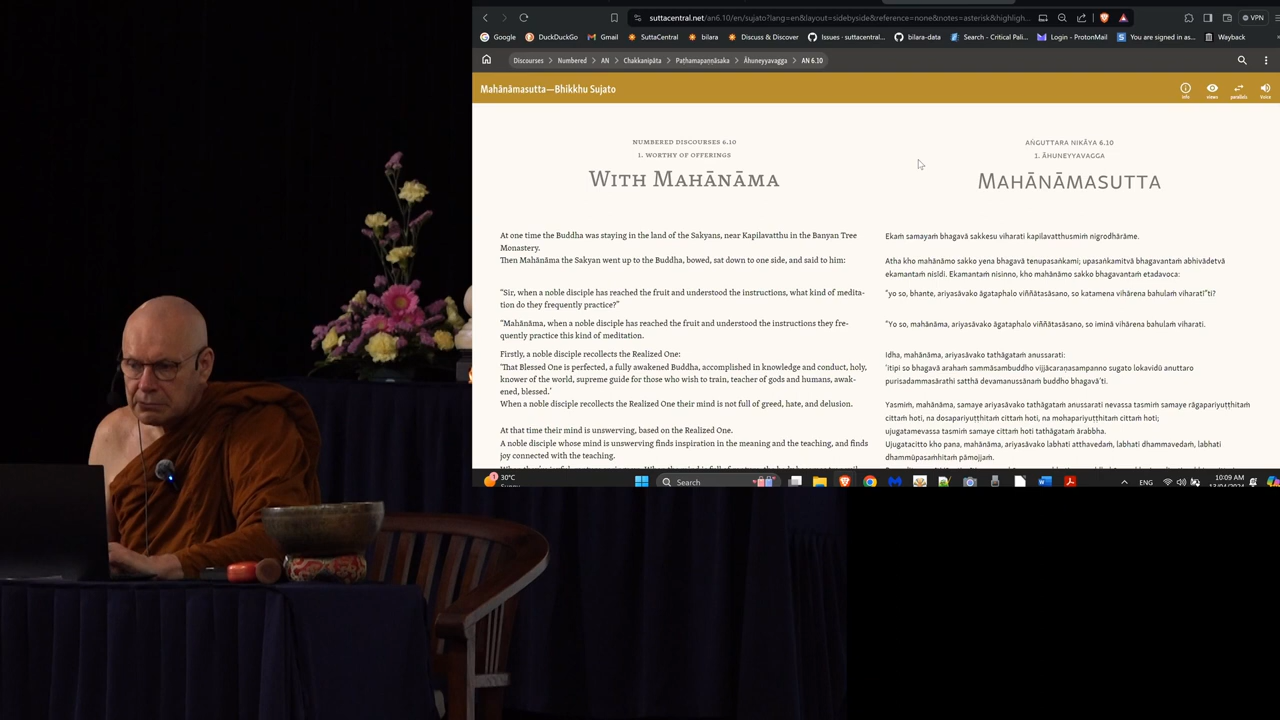 suttacentral.net/an6.10/en/sujato?lang=en&layout=sidebyside&reference=none&notes=asterisk&highligh...
VPN
Google DuckDuckGo Gmail SuttaCentral bilara Discuss & Discover Issues · suttacentral... bilara-data Search - Critical Pali... Login - ProtonMail You are signed in as... Wayback
Discourses Numbered AN Chakkanipāta Paṭhamapaṇṇāsaka Āhuneyyavagga AN 6.10
Mahānāmasutta—Bhikkhu Sujato
info views parallels Voice
NUMBERED DISCOURSES 6.10
1. WORTHY OF OFFERINGS
WITH MAHĀNĀMA
At one time the Buddha was staying in the land of the Sakyans, near Kapilavatthu in the Banyan Tree
Monastery.
Then Mahānāma the Sakyan went up to the Buddha, bowed, sat down to one side, and said to him:
“Sir, when a noble disciple has reached the fruit and understood the instructions, what kind of medita-
tion do they frequently practice?”
“Mahānāma, when a noble disciple has reached the fruit and understood the instructions they fre-
quently practice this kind of meditation.
Firstly, a noble disciple recollects the Realized One:
‘That Blessed One is perfected, a fully awakened Buddha, accomplished in knowledge and conduct, holy,
knower of the world, supreme guide for those who wish to train, teacher of gods and humans, awak-
ened, blessed.’
When a noble disciple recollects the Realized One their mind is not full of greed, hate, and delusion.
At that time their mind is unswerving, based on the Realized One.
A noble disciple whose mind is unswerving finds inspiration in the meaning and the teaching, and finds
joy connected with the teaching.
AṄGUTTARA NIKĀYA 6.10
1. ĀHUNEYYAVAGGA
MAHĀNĀMASUTTA
Ekaṁ samayaṁ bhagavā sakkesu viharati kapilavatthusmiṁ nigrodhārāme.
Atha kho mahānāmo sakko yena bhagavā tenupasaṅkami; upasaṅkamitvā bhagavantaṁ abhivādetvā
ekamantaṁ nisīdi. Ekamantaṁ nisinno, kho mahānāmo sakko bhagavantaṁ etadavoca:
“yo so, bhante, ariyasāvako āgataphalo viññātasāsano, so katamena vihārena bahulaṁ viharatī”ti?
“Yo so, mahānāma, ariyasāvako āgataphalo viññātasāsano, so iminā vihārena bahulaṁ viharati.
Idha, mahānāma, ariyasāvako tathāgataṁ anussarati:
‘itipi so bhagavā arahaṁ sammāsambuddho vijjācaraṇasampanno sugato lokavidū anuttaro
purisadammasārathi satthā devamanussānaṁ buddho bhagavā’ti.
Yasmiṁ, mahānāma, samaye ariyasāvako tathāgataṁ anussarati nevassa tasmiṁ samaye rāgapariyuṭṭhitaṁ
cittaṁ hoti, na dosapariyuṭṭhitaṁ cittaṁ hoti, na mohapariyuṭṭhitaṁ cittaṁ hoti;
ujugatamevassa tasmiṁ samaye cittaṁ hoti tathāgataṁ ārabbha.
Ujugatacitto kho pana, mahānāma, ariyasāvako labhati atthavedaṁ, labhati dhammavedaṁ, labhati
dhammūpasaṁhitaṁ pāmojjaṁ.
30°C
Search
ENG
10:09 AM